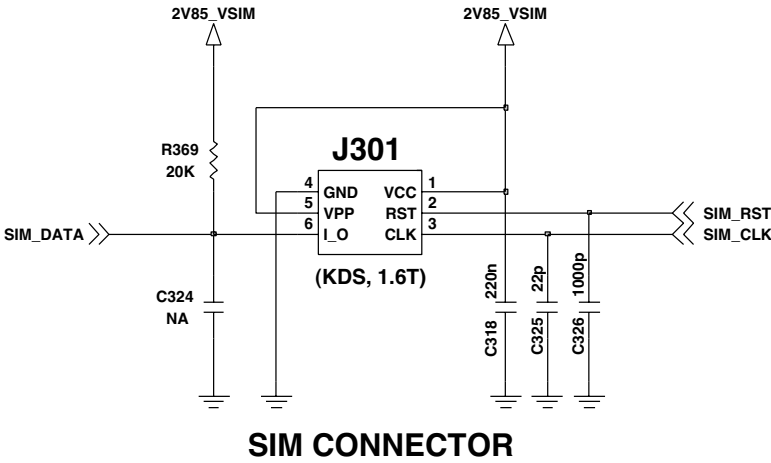 2V85_VSIM
2V85_VSIM
R369
20K
J301
4
GND
VCC
1
5
VPP
RST
2
6
I_O
CLK
3
SIM_DATA
SIM_RST
SIM_CLK
(KDS, 1.6T)
C324
NA
220n
C318
22p
C325
1000p
C326
SIM CONNECTOR